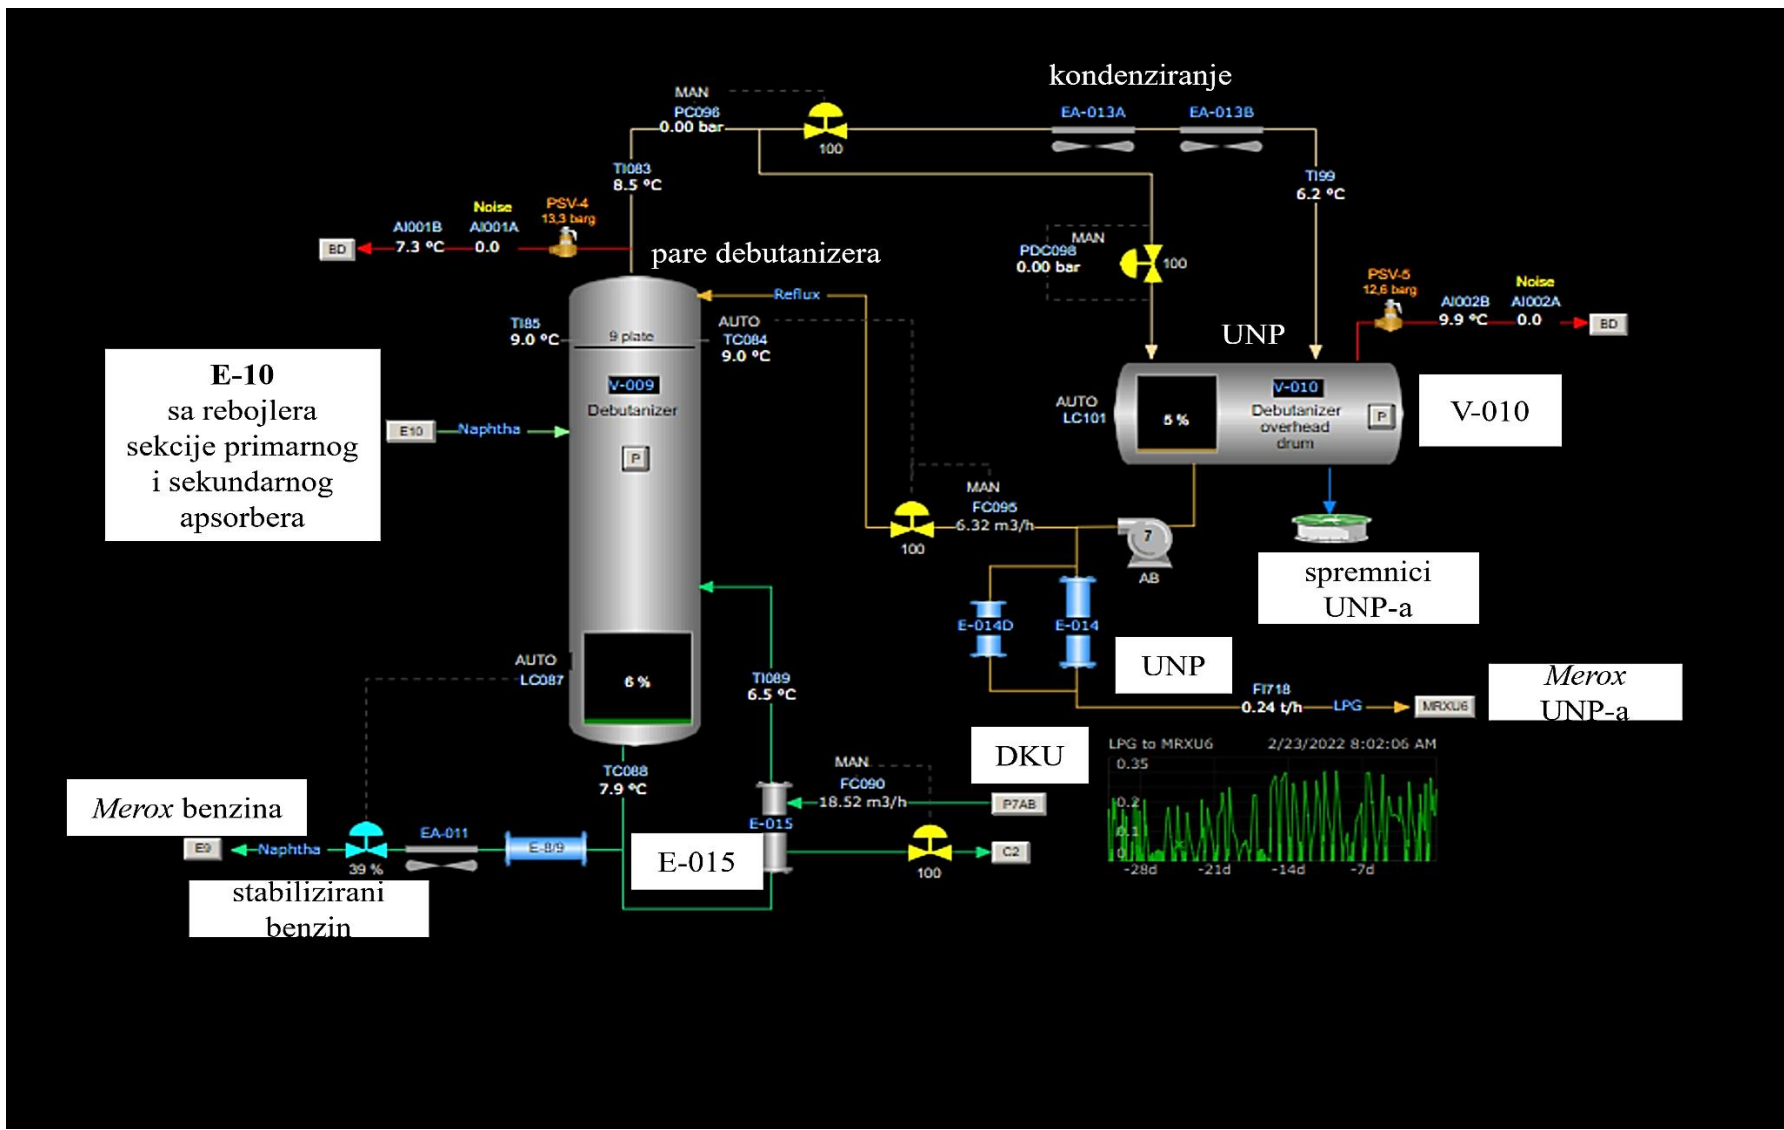 kondenziranje
MAN
PC096
0.00 bar
100
EA-013A
EA-013B
TI083
8.5 ºC
TI99
6.2 ºC
Noise
PSV-4
13,3 barg
AI001B
AI001A
7.3 ºC
0.0
BD
pare debutanizera
MAN
PDC098
0.00 bar
100
PSV-5
12,6 barg
Noise
AI002B
AI002A
9.9 ºC
0.0
BD
Reflux
TI85
9.0 ºC
9 plate
AUTO
TC084
9.0 ºC
UNP
E-10
sa rebojlera
sekcije primarnog
i sekundarnog
apsorbera
E10
Naphtha
V-009
Debutanizer
P
AUTO
LC101
5 %
V-010
Debutanizer
overhead
drum
P
V-010
MAN
FC095
6.32 m3/h
100
7
AB
spremnici
UNP-a
E-014D
E-014
UNP
AUTO
LC087
6 %
TI089
6.5 ºC
FI718
0.24 t/h
LPG
MRXU6
Merox
UNP-a
DKU
LPG to MRXU6
2/23/2022 8:02:06 AM
0.35
0.2
0.1
0
-28d
-21d
-14d
-7d
TC088
7.9 ºC
MAN
FC090
18.52 m3/h
P7AB
E-015
100
C2
Merox benzina
EA-011
E-8/9
E-015
E9
Naphtha
39 %
stabilizirani
benzin